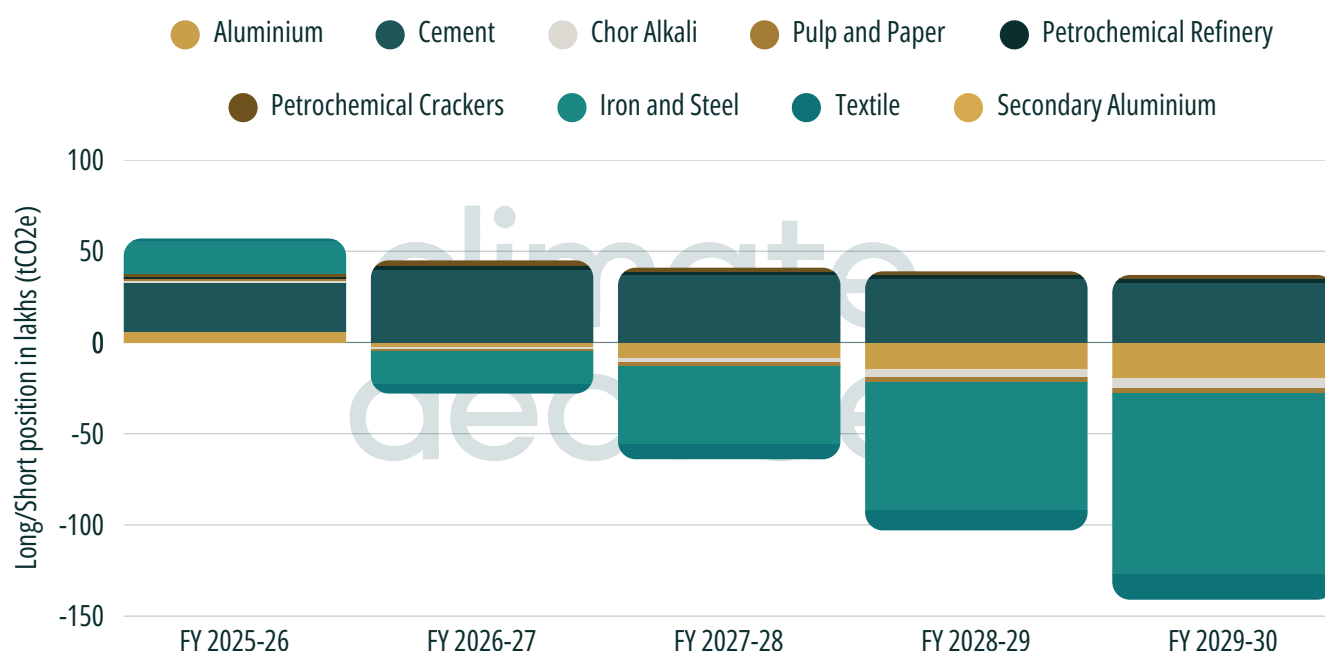 Aluminium Cement Chor Alkali Pulp and Paper Petrochemical Refinery
Petrochemical Crackers Iron and Steel Textile Secondary Aluminium
Long/Short position in lakhs (tCO2e)
100
50
0
-50
-100
-150
climate
decode
FY 2025-26 FY 2026-27 FY 2027-28 FY 2028-29 FY 2029-30